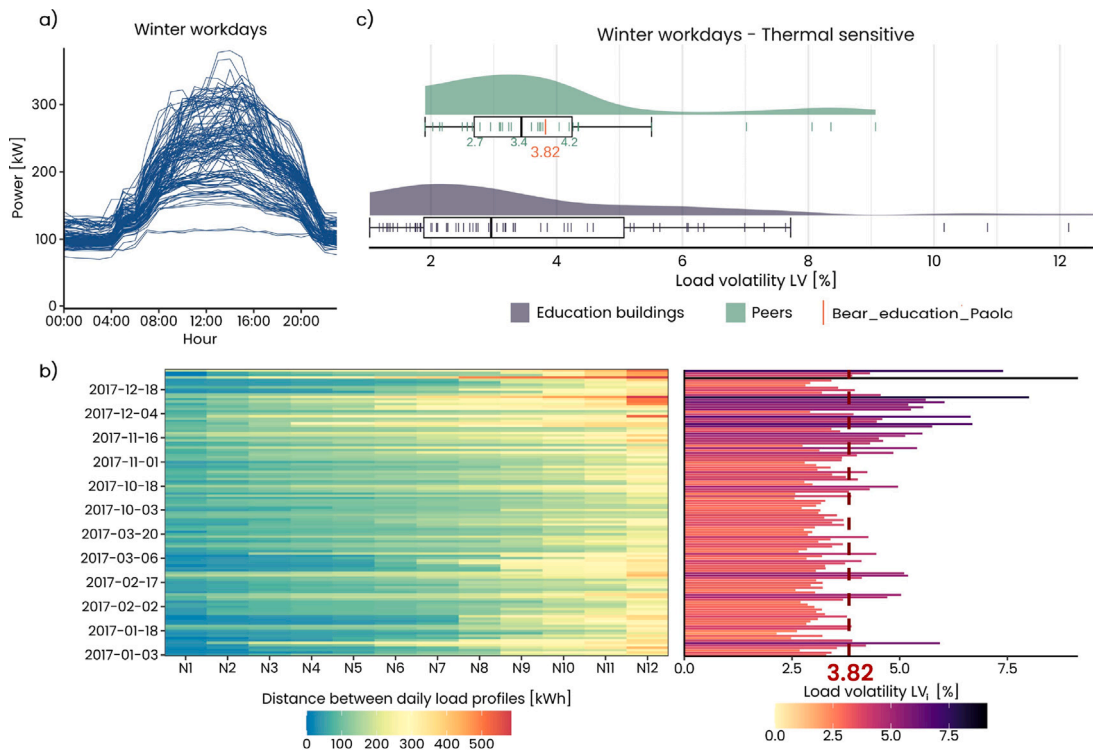 a)
Winter workdays
Power [kW]
300
200
100
0
00:00 04:00 08:00 12:00 16:00 20:00
Hour
c)
Winter workdays - Thermal sensitive
2.7 3.4 4.2
3.82
2 4 6 8 10 12
Load volatility LV [%]
Education buildings Peers Bear_education_Paolc
b)
2017-12-18
2017-12-04
2017-11-16
2017-11-01
2017-10-18
2017-10-03
2017-03-20
2017-03-06
2017-02-17
2017-02-02
2017-01-18
2017-01-03
N1 N2 N3 N4 N5 N6 N7 N8 N9 N10 N11 N12
Distance between daily load profiles [kWh]
0 100 200 300 400 500
0.0 2.5 5.0 7.5
3.82
Load volatility LVi [%]
0.0 2.5 5.0 7.5